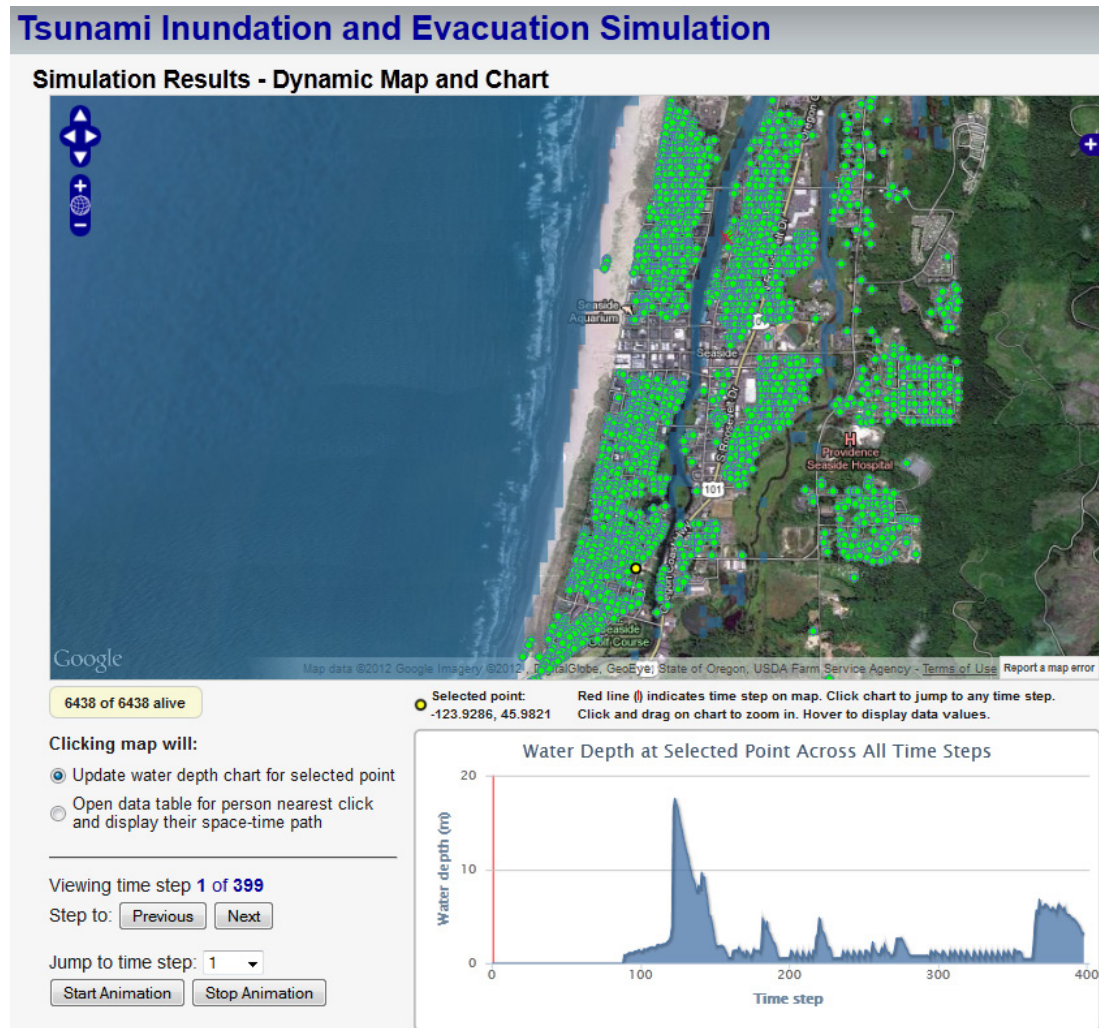 Tsunami Inundation and Evacuation Simulation
Simulation Results - Dynamic Map and Chart
Seaside
Aquarium
Seaside
S Roosevelt Dr
H
Providence
Seaside Hospital
101
Seaside
Golf Course
Google
Map data ©2012 Google Imagery ©2012 , DigitalGlobe, GeoEye, State of Oregon, USDA Farm Service Agency - Terms of Use
Report a map error
6438 of 6438 alive
Selected point:
-123.9286, 45.9821
Red line (|) indicates time step on map. Click chart to jump to any time step.
Click and drag on chart to zoom in. Hover to display data values.
Clicking map will:
Update water depth chart for selected point
Open data table for person nearest click
and display their space-time path
Viewing time step 1 of 399
Step to: Previous Next
Jump to time step: 1
Start Animation Stop Animation
Water Depth at Selected Point Across All Time Steps
Water depth (m)
20
10
0
0 100 200 300 400
Time step